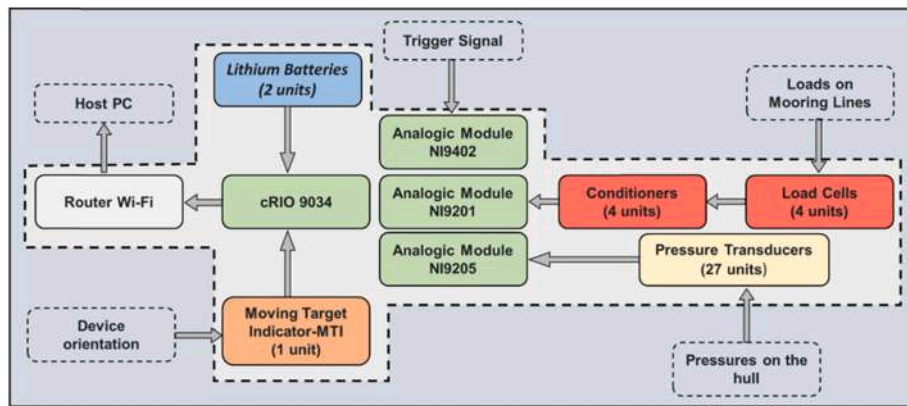 Trigger Signal
Lithium Batteries
(2 units)
Host PC
Loads on
Mooring Lines
Analogic Module
NI9402
Router Wi-Fi
cRIO 9034
Analogic Module
NI9201
Conditioners
(4 units)
Load Cells
(4 units)
Analogic Module
NI9205
Pressure Transducers
(27 units)
Moving Target
Indicator-MTI
(1 unit)
Device
orientation
Pressures on the
hull